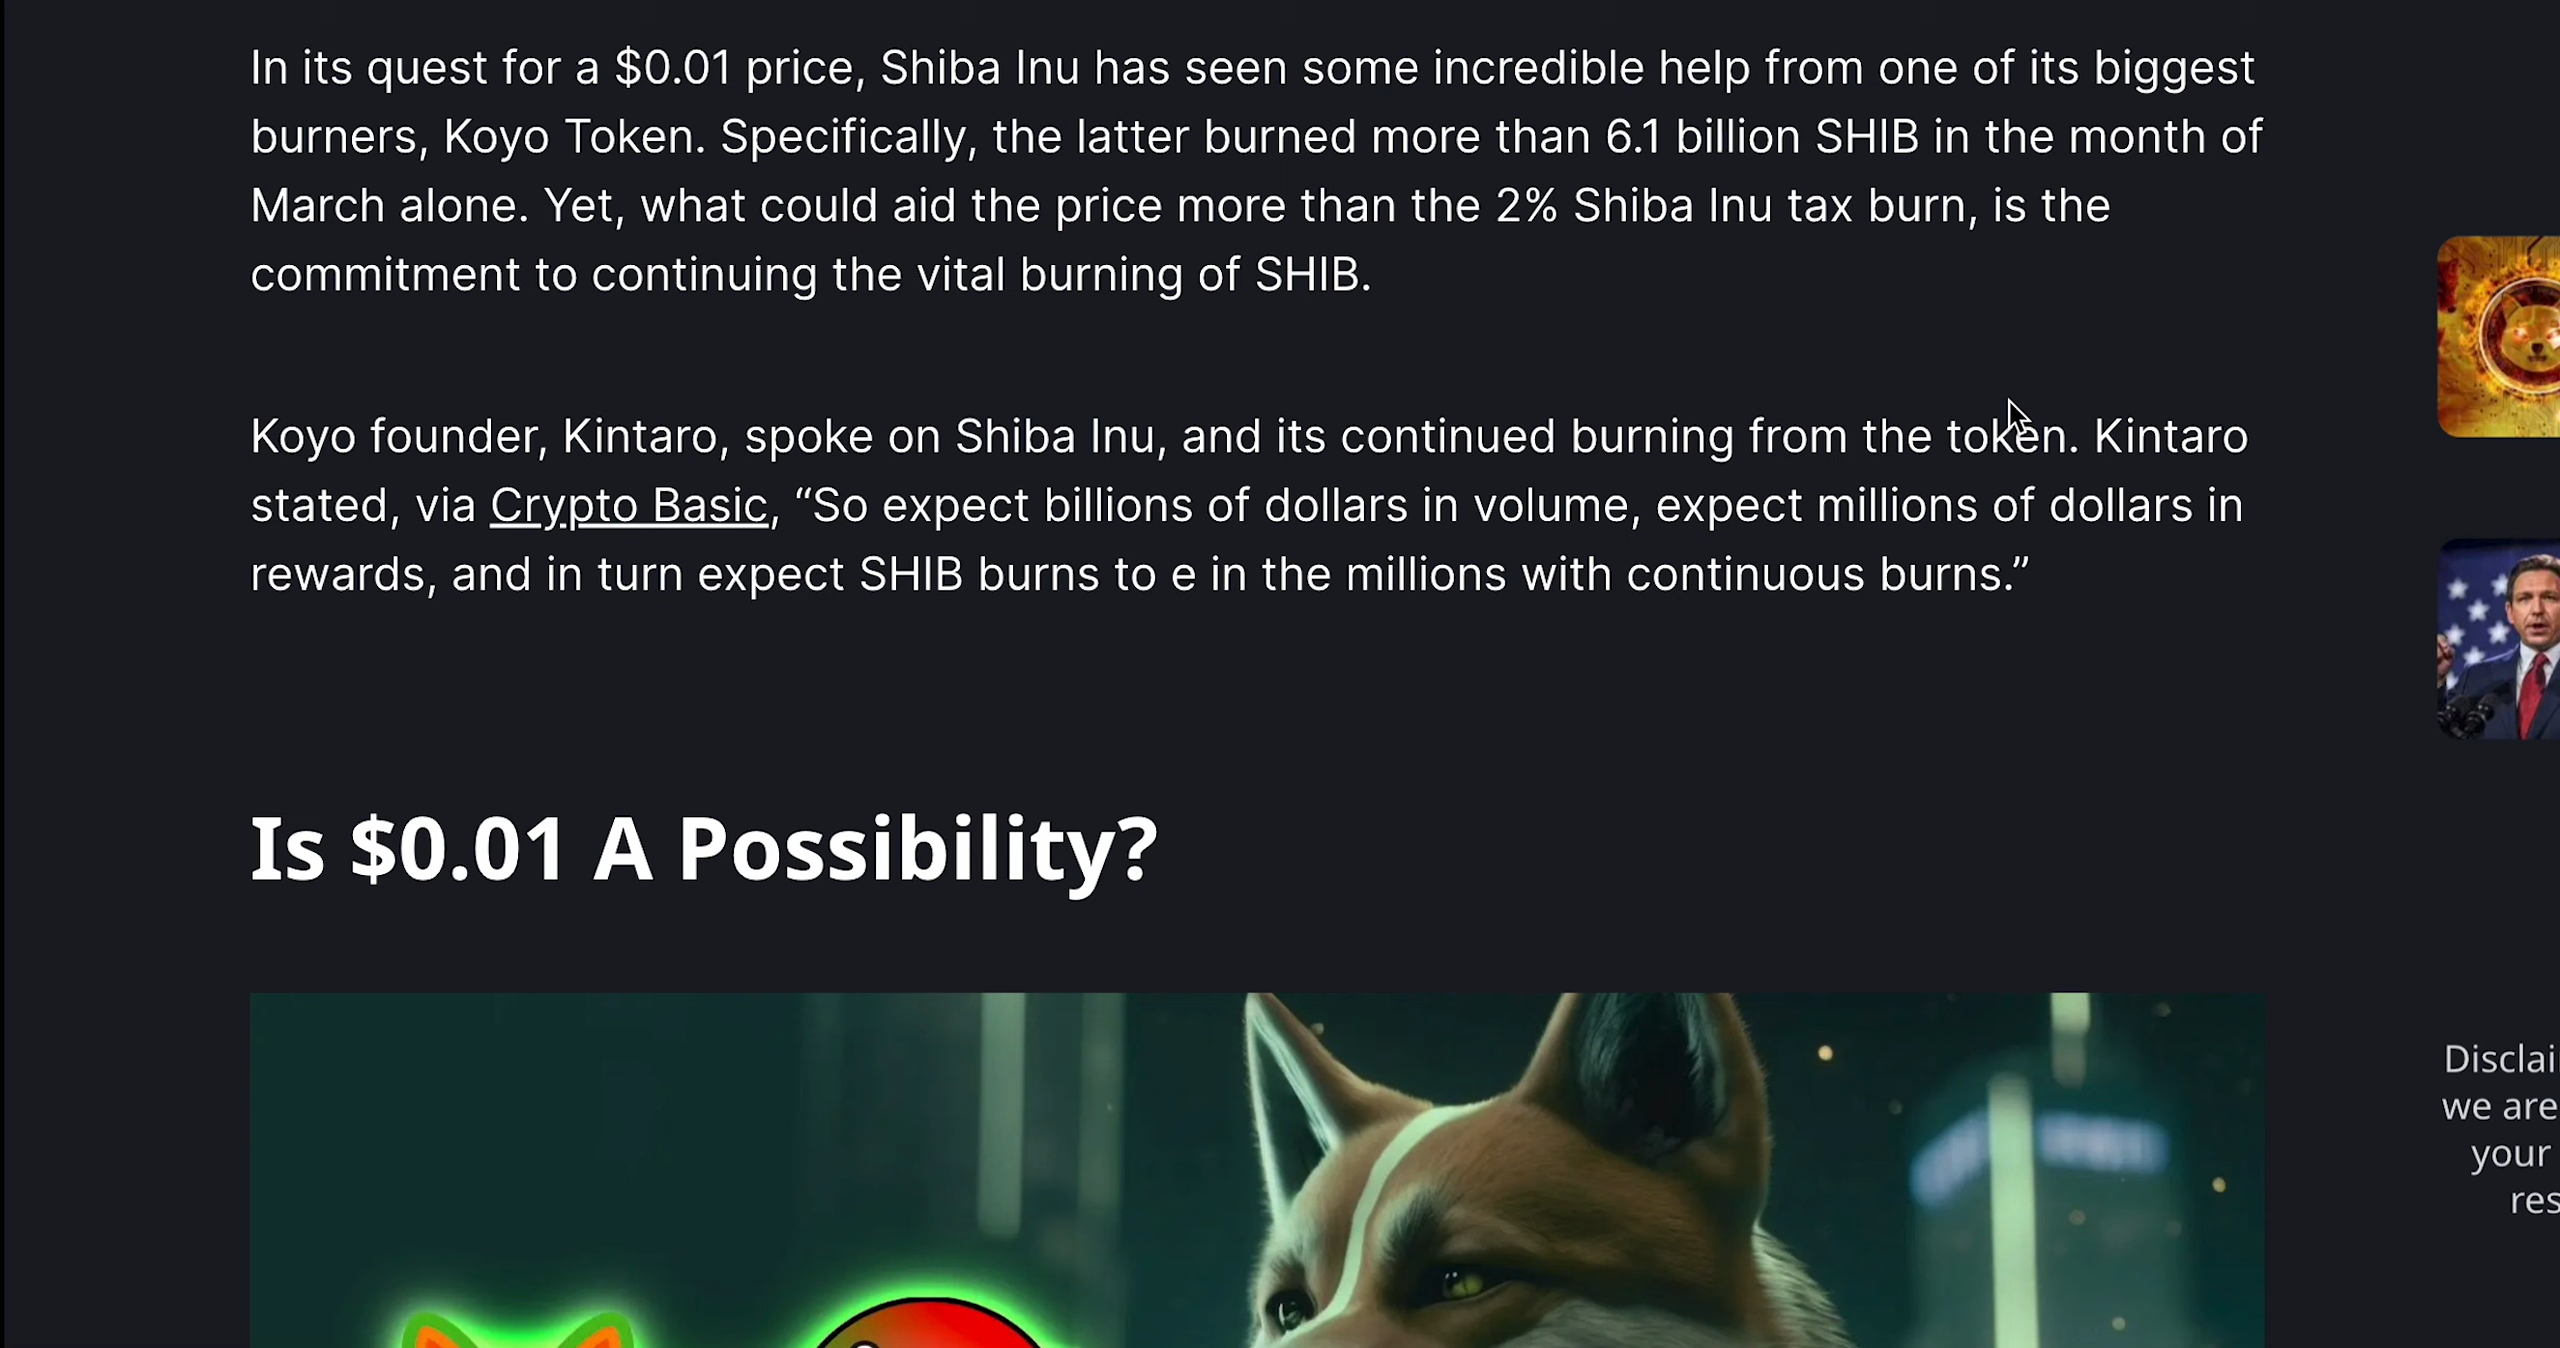 In its quest for a $0.01 price, Shiba Inu has seen some incredible help from one of its biggest
burners, Koyo Token. Specifically, the latter burned more than 6.1 billion SHIB in the month of
March alone. Yet, what could aid the price more than the 2% Shiba Inu tax burn, is the
commitment to continuing the vital burning of SHIB.
Koyo founder, Kintaro, spoke on Shiba Inu, and its continued burning from the token. Kintaro
stated, via Crypto Basic, “So expect billions of dollars in volume, expect millions of dollars in
rewards, and in turn expect SHIB burns to e in the millions with continuous burns.”
Is $0.01 A Possibility?
we are
your